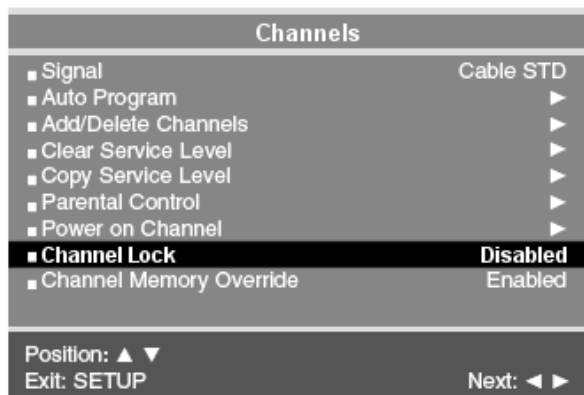 Channels
Signal Cable STD
Auto Program ▶
Add/Delete Channels ▶
Clear Service Level ▶
Copy Service Level ▶
Parental Control ▶
Power on Channel ▶
Channel Lock Disabled
Channel Memory Override Enabled
Position: ▲ ▼
Exit: SETUP Next: ◀ ▶